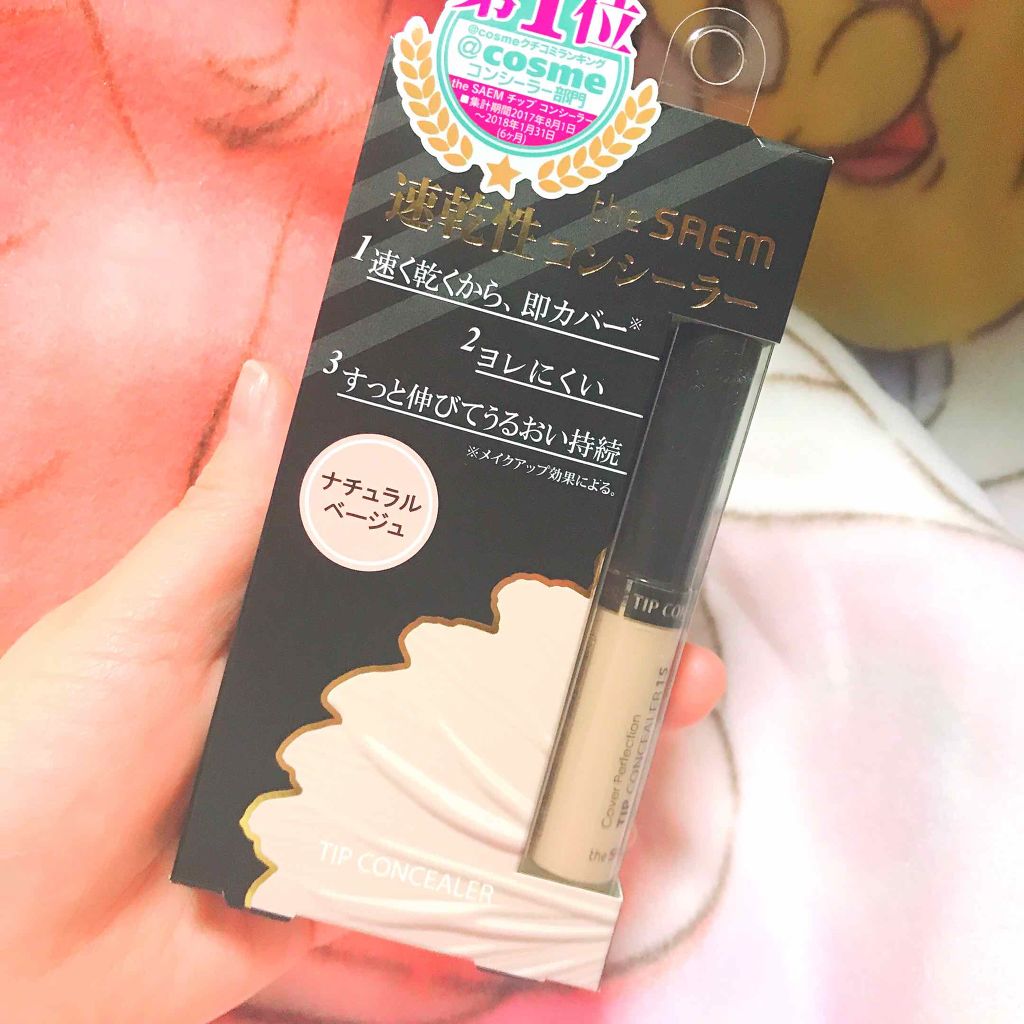 第1位
@cosmeクチコミランキング
@cosme
コンシーラー部門
the SAEM チップ コンシーラー
■集計期間2017年8月1日
~2018年1月31日
(6ヶ月)
the SAEM
速乾性コンシーラー
1 速く乾くから、即カバー※
2 ヨレにくい
3 すっと伸びてうるおい持続
※メイクアップ効果による。
ナチュラル
ベージュ
TIP CO
Cover Perfection
TIP CONCEALER 1.5
the S
TIP CONCEALER